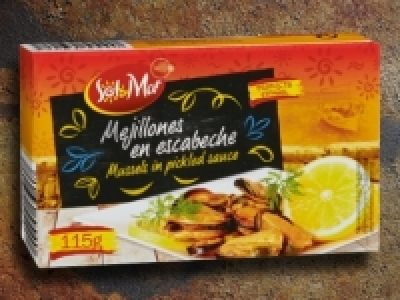 Sol & Mar
Mejillones
en escabeche
Mussels in pickled sauce
115g